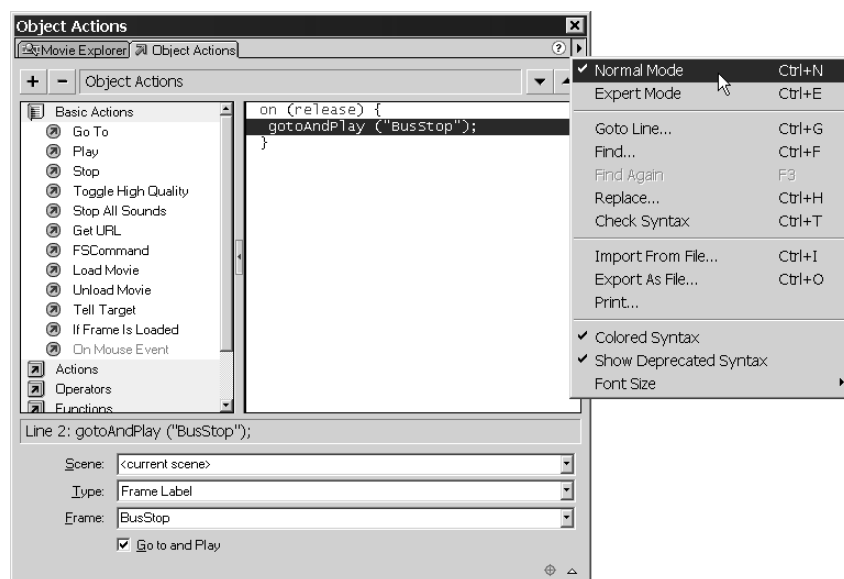 Object Actions
Movie Explorer Object Actions ?
+ - Object Actions
Basic Actions
Go To
Play
Stop
Toggle High Quality
Stop All Sounds
Get URL
FSCommand
Load Movie
Unload Movie
Tell Target
If Frame Is Loaded
On Mouse Event
Actions
Operators
Functions
on (release) {
gotoAndPlay ("BusStop");
}
Normal Mode Ctrl+N
Expert Mode Ctrl+E
Goto Line... Ctrl+G
Find... Ctrl+F
Find Again F3
Replace... Ctrl+H
Check Syntax Ctrl+T
Import From File... Ctrl+I
Export As File... Ctrl+O
Print...
Colored Syntax
Show Deprecated Syntax
Font Size
Line 2: gotoAndPlay ("BusStop");
Scene: <current scene>
Type: Frame Label
Frame: BusStop
Go to and Play